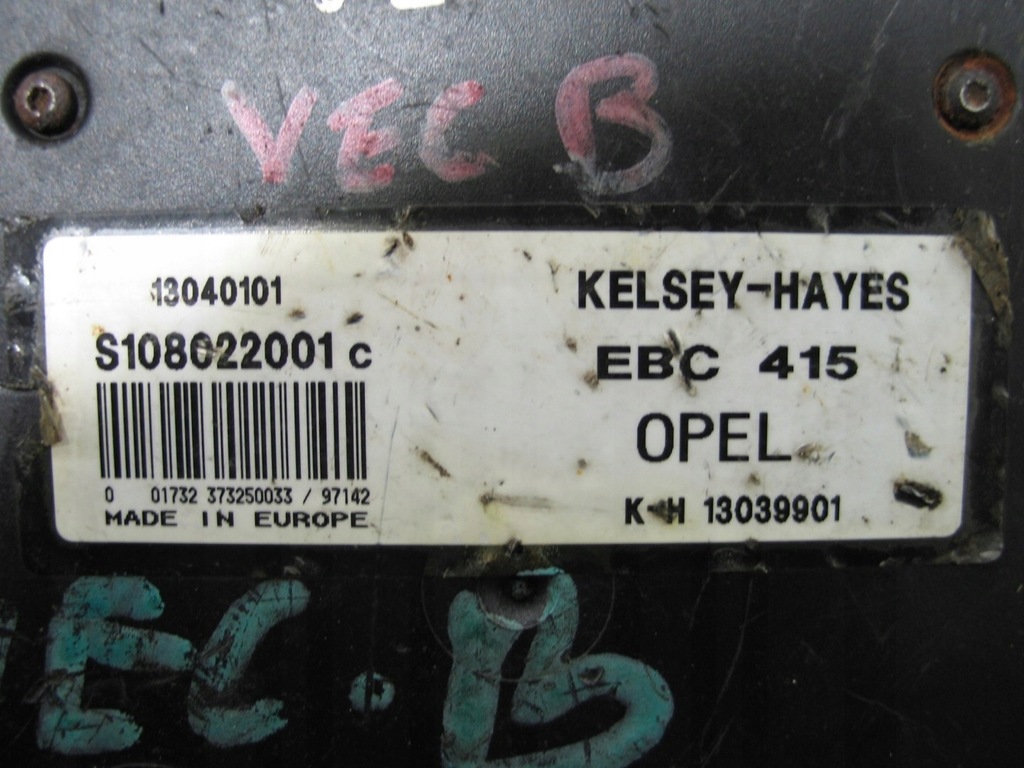 VEC B
13040101
S108022001 c
0 01732 373250033 / 97142
MADE IN EUROPE
KELSEY-HAYES
EBC 415
OPEL
K-H 13039901
VEC. B